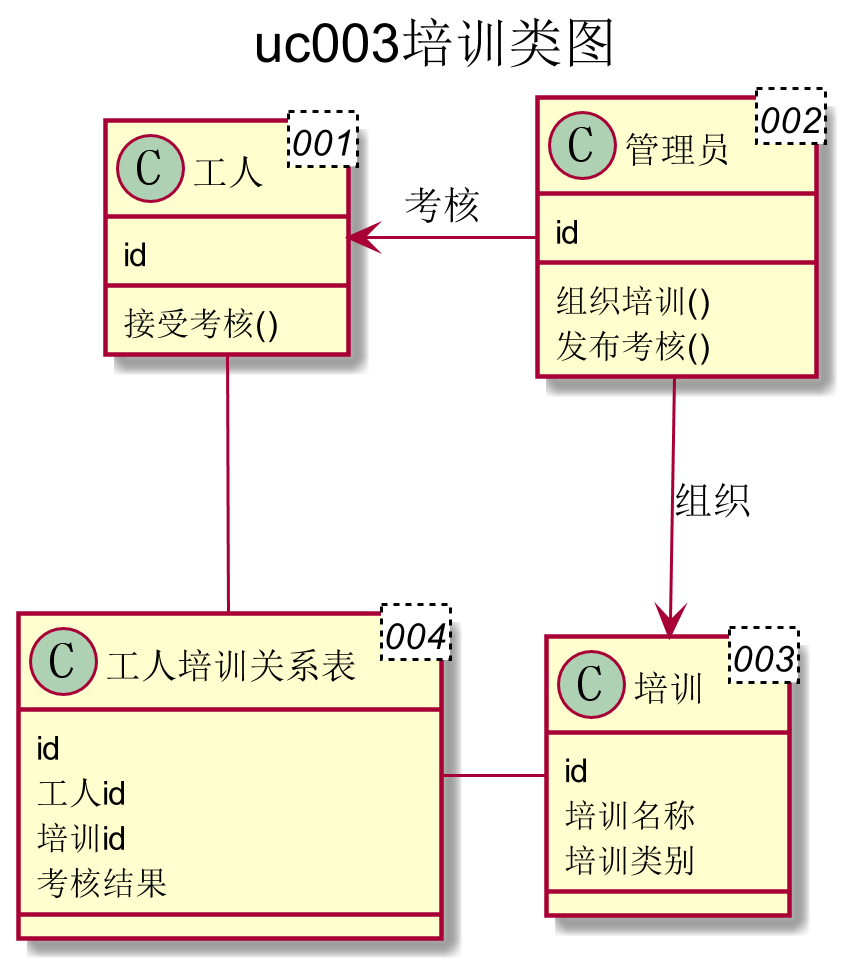 uc003培训类图
C 工人 001
id
接受考核()
考核
C 管理员 002
id
组织培训()
发布考核()
组织
C 工人培训关系表 004
id
工人id
培训id
考核结果
C 培训 003
id
培训名称
培训类别